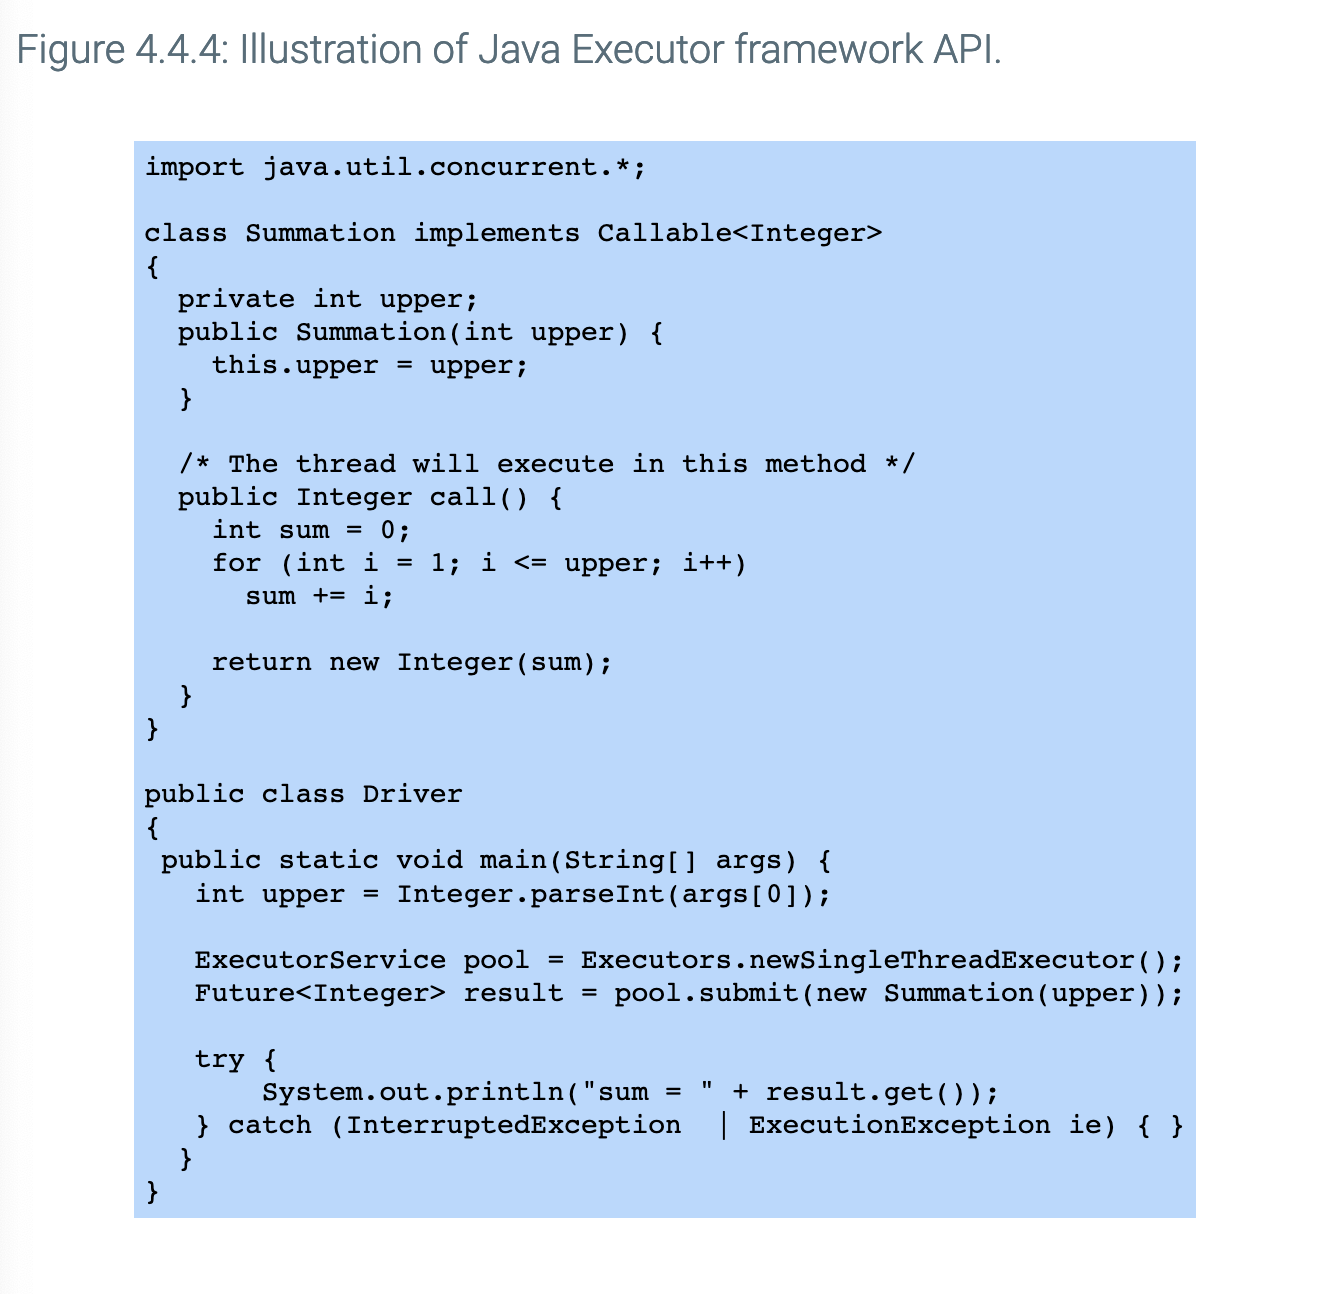 Figure 4.4.4: Illustration of Java Executor framework API.
import java.util.concurrent.*;
class Summation implements Callable<Integer>
{
private int upper;
public Summation(int upper) {
this.upper = upper;
}
/* The thread will execute in this method */
public Integer call() {
int sum = 0;
for (int i = 1; i <= upper; i++)
sum += i;
return new Integer(sum);
}
}
public class Driver
{
public static void main(String[] args) {
int upper = Integer.parseInt(args[0]);
ExecutorService pool = Executors.newSingleThreadExecutor();
Future<Integer> result = pool.submit(new Summation(upper));
try {
System.out.println("sum = " + result.get());
} catch (InterruptedException | ExecutionException ie) { }
}
}